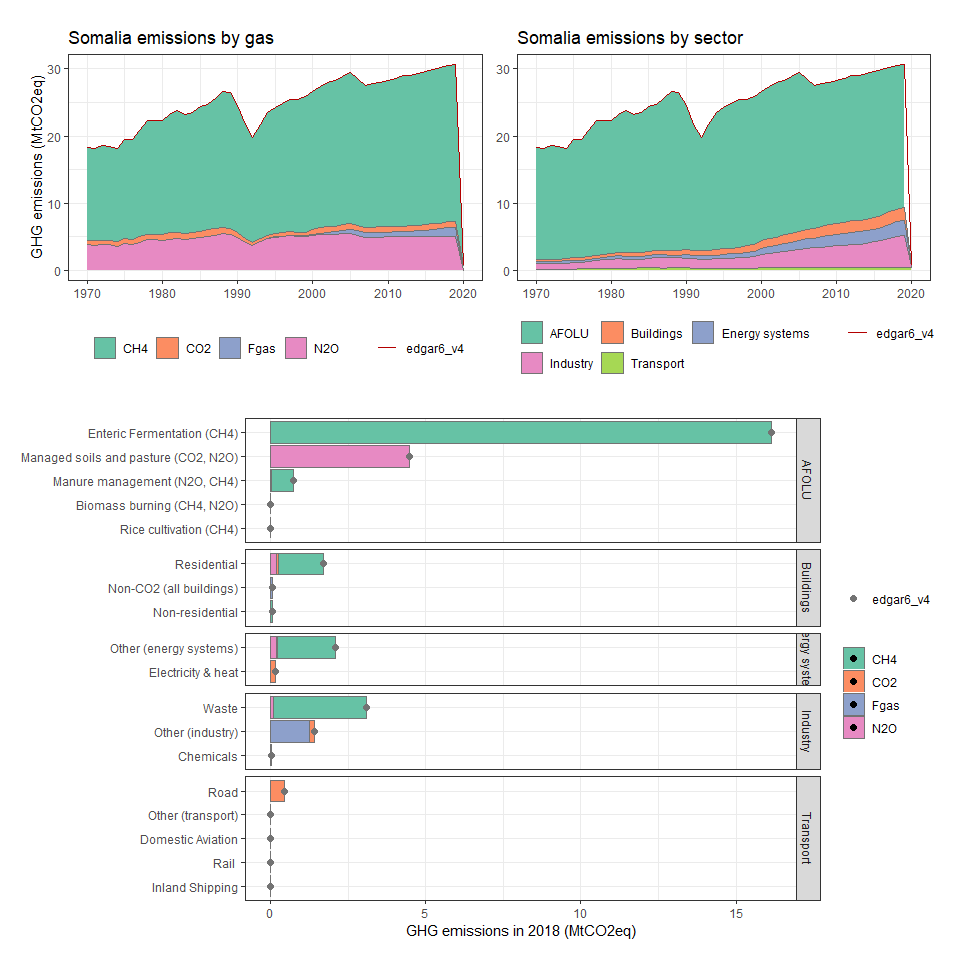 Somalia emissions by gas
Somalia emissions by sector
GHG emissions (MtCO2eq)
30
20
10
0
1970 1980 1990 2000 2010 2020
30
20
10
0
1970 1980 1990 2000 2010 2020
CH4 CO2 Fgas N2O edgar6_v4
AFOLU Buildings Energy systems edgar6_v4
Industry Transport
Enteric Fermentation (CH4)
Managed soils and pasture (CO2, N2O)
Manure management (N2O, CH4)
Biomass burning (CH4, N2O)
Rice cultivation (CH4)
AFOLU
Residential
Non-CO2 (all buildings)
Non-residential
Buildings
Other (energy systems)
Electricity & heat
ergy syste
Waste
Other (industry)
Chemicals
Industry
Road
Other (transport)
Domestic Aviation
Rail
Inland Shipping
Transport
0 5 10 15
GHG emissions in 2018 (MtCO2eq)
edgar6_v4
CH4
CO2
Fgas
N2O